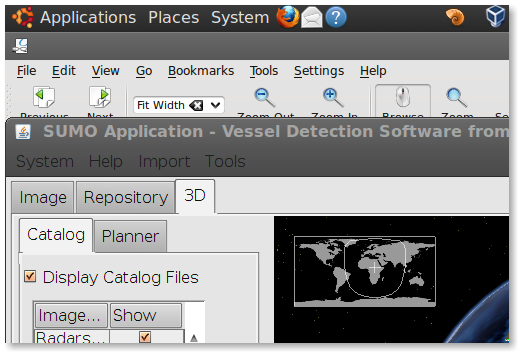 Applications Places System
File Edit View Go Bookmarks Tools Settings Help
Fit Width
Previous Next Zoom Out Zoom In Browse Zoom
SUMO Application - Vessel Detection Software from
System Help Import Tools
Image Repository 3D
Catalog Planner
Display Catalog Files
Image... Show
Radars...